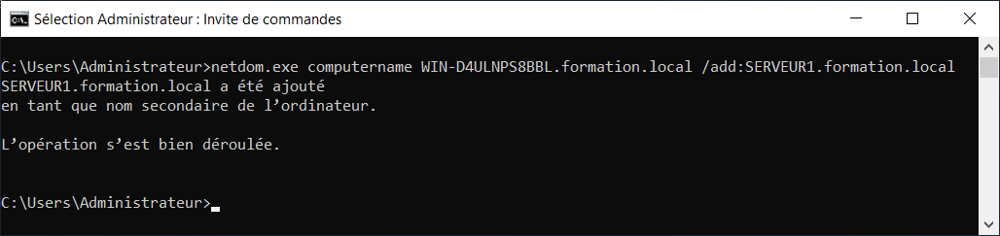 Sélection Administrateur : Invite de commandes
C:\Users\Administrateur>netdom.exe computername WIN-D4ULNPS8BBL.formation.local /add:SERVEUR1.formation.local
SERVEUR1.formation.local a été ajouté
en tant que nom secondaire de l’ordinateur.
L’opération s’est bien déroulée.
C:\Users\Administrateur>